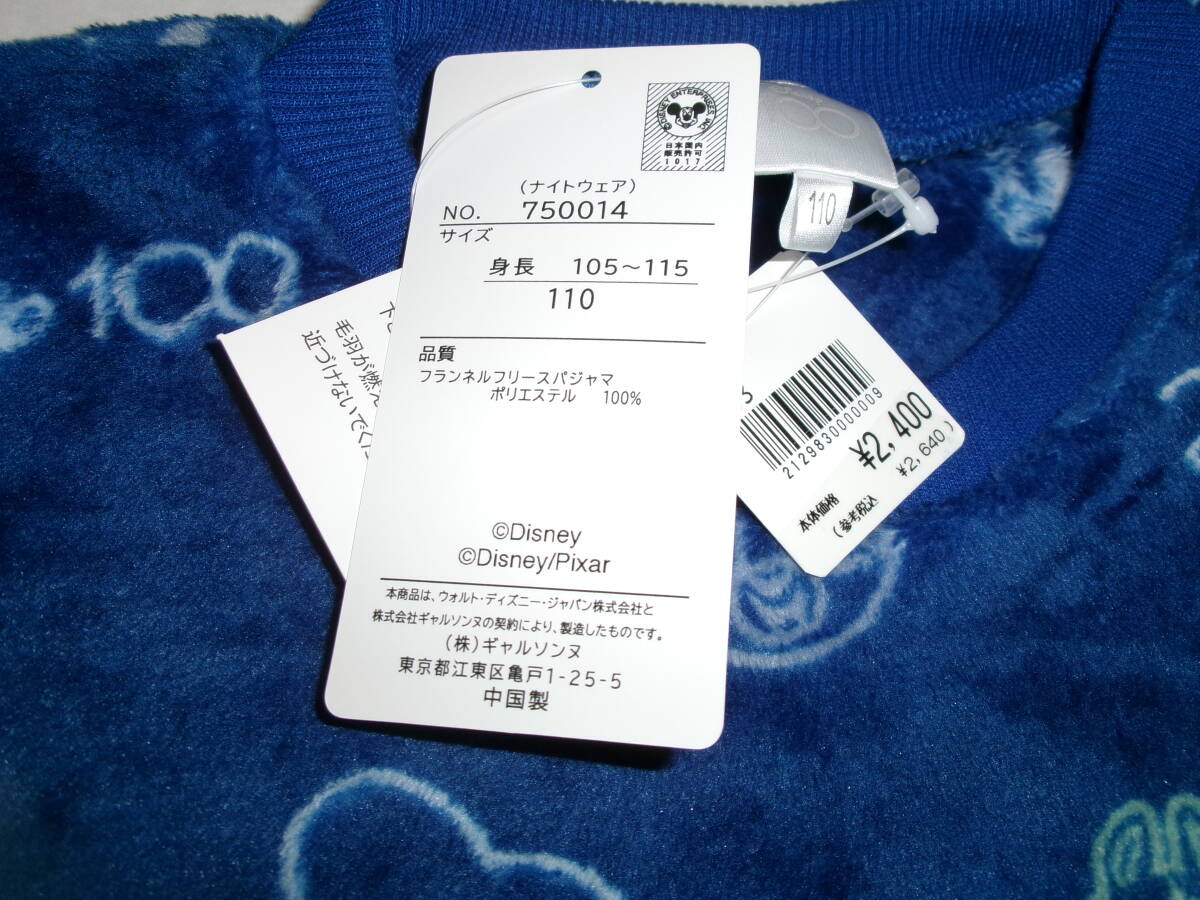 ©DISNEY ENTERPRISES, INC.
日本国内
販売許可
1017
(ナイトウェア)
NO. 750014
サイズ
身長 105～115
110
品質
フランネルフリースパジャマ
ポリエステル 100%
©Disney
©Disney/Pixar
本商品は、ウォルト・ディズニー・ジャパン株式会社と
株式会社ギャルソンヌの契約により、製造したものです。
(株)ギャルソンヌ
東京都江東区亀戸1-25-5
中国製
110
2129830000009
本体価格 ¥2,400
(参考税込 ¥2,640)
毛羽が燃え
近づけないでくだ
100